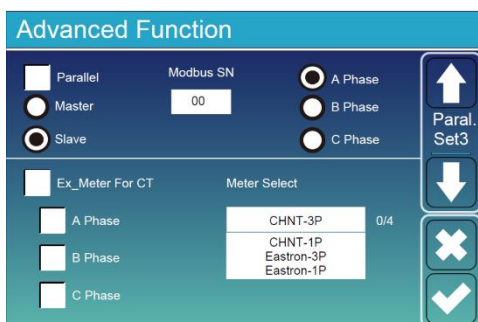 Advanced Function
Parallel
Modbus SN
A Phase
Master
00
B Phase
Slave
C Phase
Paral.
Set3
Ex_Meter For CT
Meter Select
A Phase
CHNT-3P
0/4
CHNT-1P
B Phase
Eastron-3P
Eastron-1P
C Phase